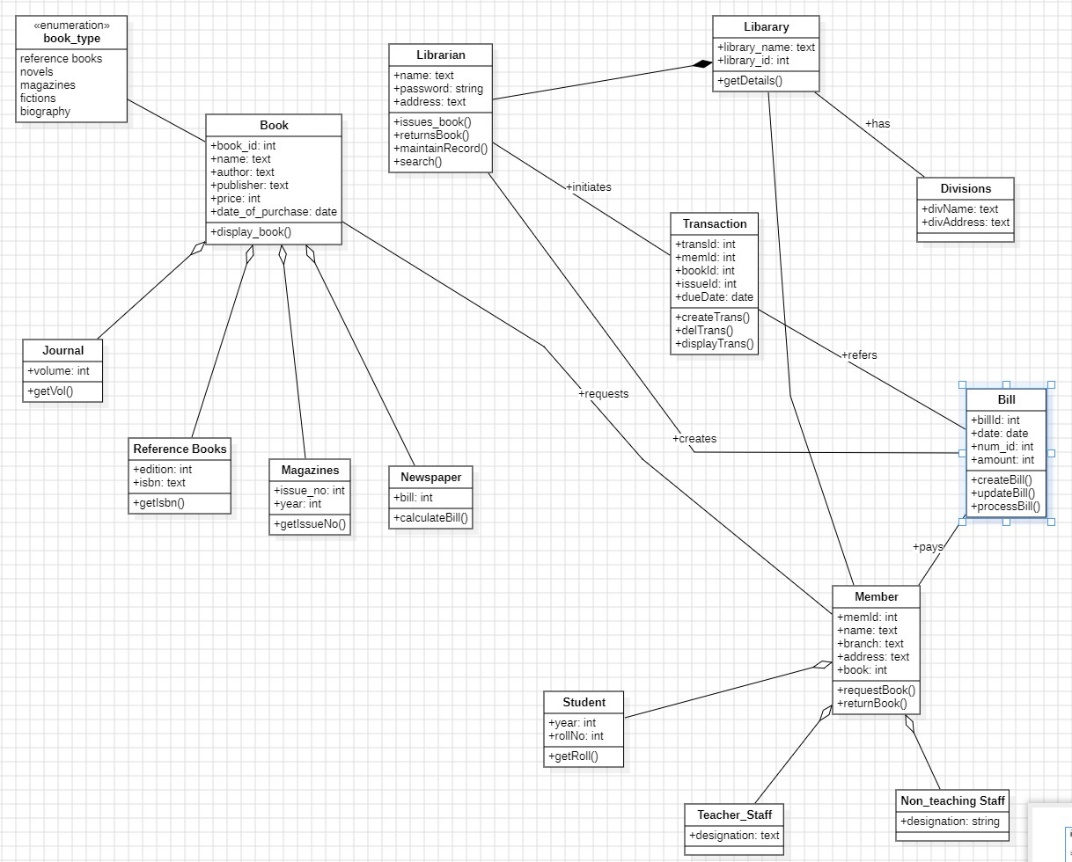 «enumeration»
book_type
reference books
novels
magazines
fictions
biography
Librarian
+name: text
+password: string
+address: text
+issues_book()
+returnsBook()
+maintainRecord()
+search()
Libarary
+library_name: text
+library_id: int
+getDetails()
+has
Book
+book_id: int
+name: text
+author: text
+publisher: text
+price: int
+date_of_purchase: date
+display_book()
+initiates
Divisions
+divName: text
+divAddress: text
Transaction
+transId: int
+memId: int
+bookId: int
+issueId: int
+dueDate: date
+createTrans()
+delTrans()
+displayTrans()
+refers
Journal
+volume: int
+getVol()
+requests
+creates
Bill
+billId: int
+date: date
+num_id: int
+amount: int
+createBill()
+updateBill()
+processBill()
Reference Books
+edition: int
+isbn: text
+getIsbn()
Magazines
+issue_no: int
+year: int
+getIssueNo()
Newspaper
+bill: int
+calculateBill()
+pays
Member
+memId: int
+name: text
+branch: text
+address: text
+book: int
+requestBook()
+returnBook()
Student
+year: int
+rollNo: int
+getRoll()
Teacher_Staff
+designation: text
Non_teaching Staff
+designation: string